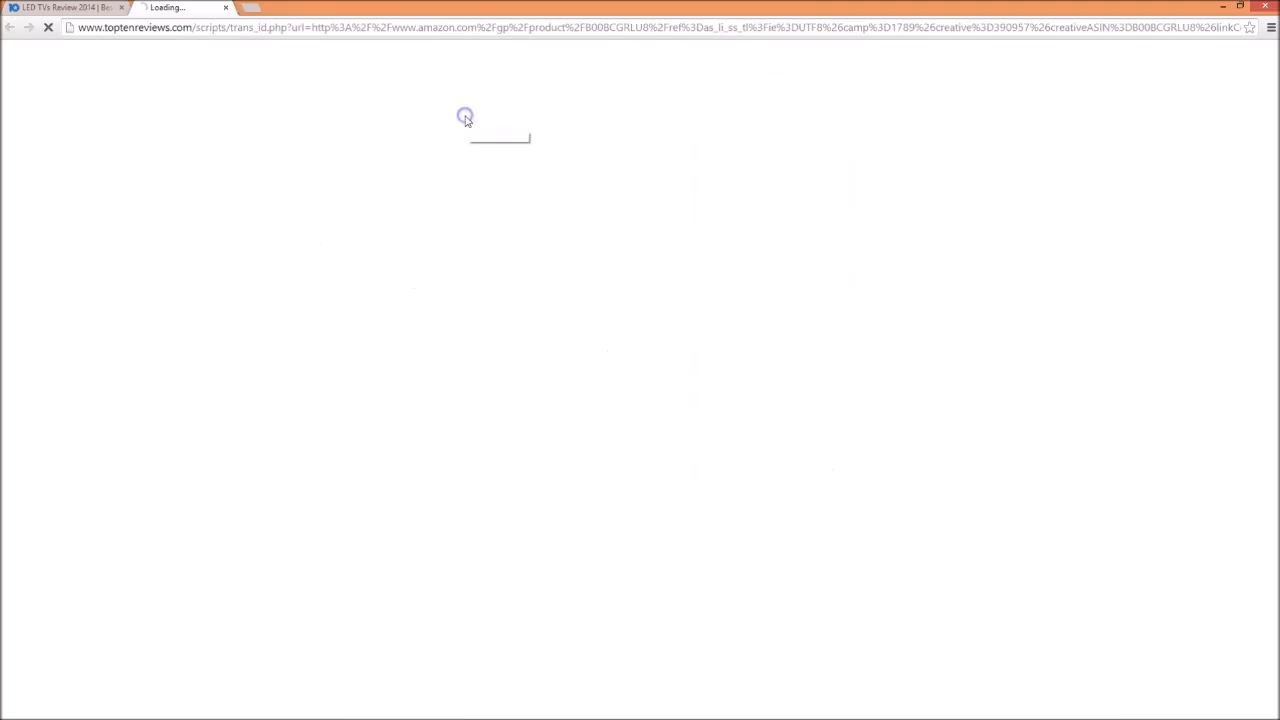 LED TVs Review 2014 | Bes
Loading...
www.toptenreviews.com/scripts/trans_id.php?url=http%3A%2F%2Fwww.amazon.com%2Fgp%2Fproduct%2FB00BCGRLU8%2Fref%3Das_li_ss_tl%3Fie%3DUTF8%26camp%3D1789%26creative%3D390957%26creativeASIN%3DB00BCGRLU8%26linkC